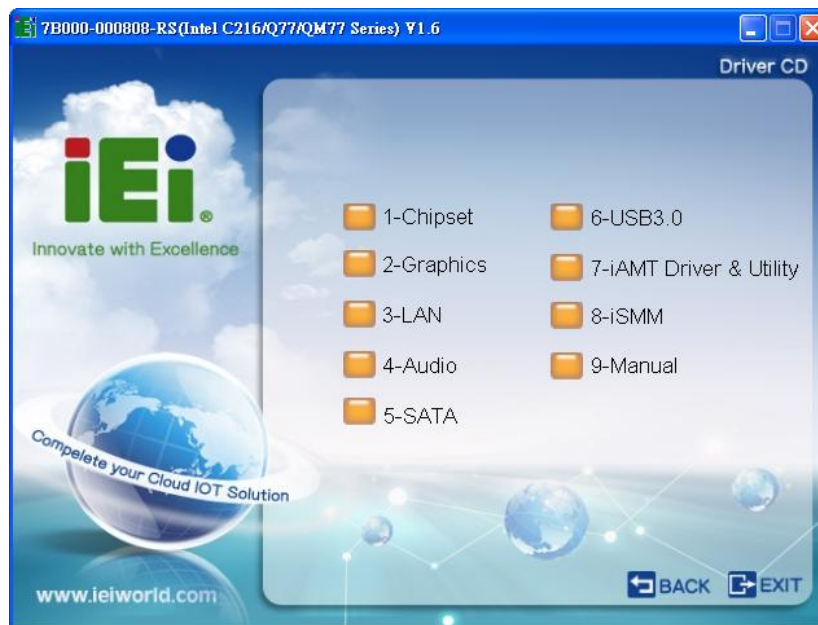 7B000-000808-RS(Intel C216/Q77/QM77 Series) V1.6
Driver CD
iEi®
Innovate with Excellence
1-Chipset
2-Graphics
3-LAN
4-Audio
5-SATA
6-USB3.0
7-iAMT Driver & Utility
8-iSMM
9-Manual
Compelete your Cloud IOT Solution
www.ieiworld.com
BACK
EXIT